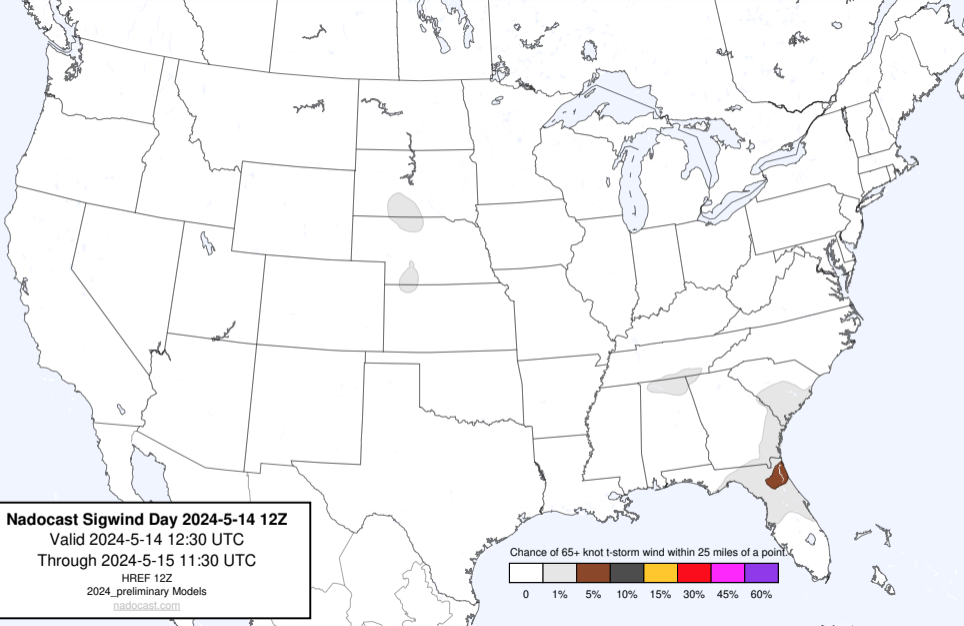 Nadocast Sigwind Day 2024-5-14 12Z
Valid 2024-5-14 12:30 UTC
Through 2024-5-15 11:30 UTC
HREF 12Z
2024_preliminary Models
nadocast.com
Chance of 65+ knot t-storm wind within 25 miles of a point.
0 1% 5% 10% 15% 30% 45% 60%